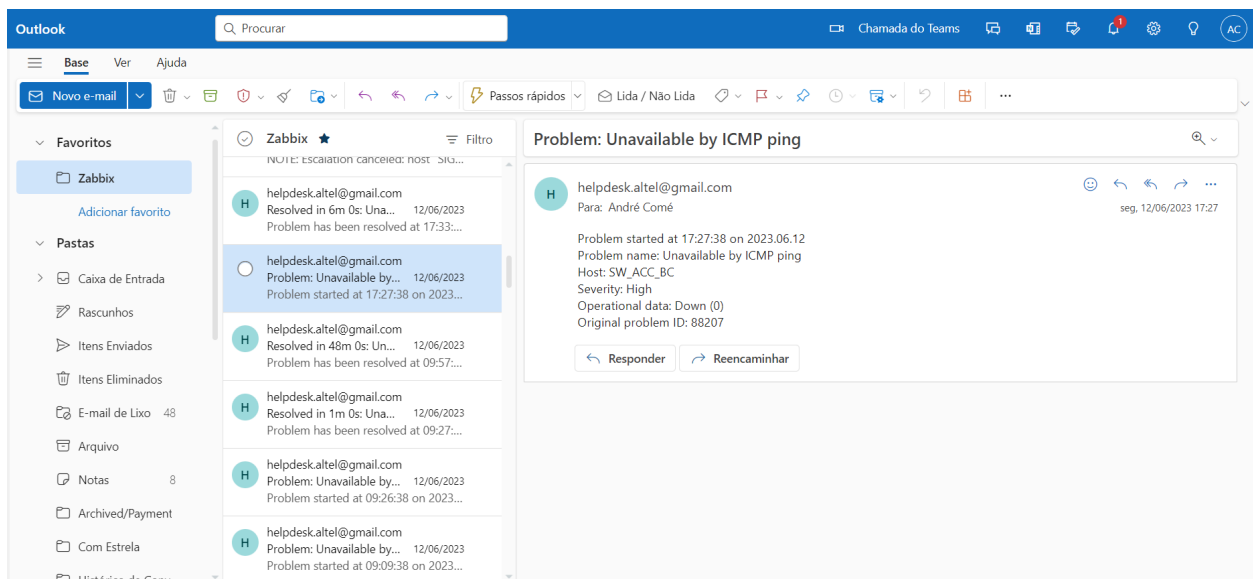 Outlook
Procurar
Chamada do Teams
1
AC
Base Ver Ajuda
Novo e-mail
Passos rápidos
Lida / Não Lida
Favoritos
Zabbix
Adicionar favorito
Pastas
Caixa de Entrada
Rascunhos
Itens Enviados
Itens Eliminados
E-mail de Lixo 48
Arquivo
Notas 8
Archived/Payment
Com Estrela
Zabbix
Filtro
NOTE: Escalation canceled: host "SIG...
H
helpdesk.altel@gmail.com
Resolved in 6m 0s: Una... 12/06/2023
Problem has been resolved at 17:33:...
helpdesk.altel@gmail.com
Problem: Unavailable by... 12/06/2023
Problem started at 17:27:38 on 2023...
H
helpdesk.altel@gmail.com
Resolved in 48m 0s: Un... 12/06/2023
Problem has been resolved at 09:57:...
H
helpdesk.altel@gmail.com
Resolved in 1m 0s: Una... 12/06/2023
Problem has been resolved at 09:27:...
H
helpdesk.altel@gmail.com
Problem: Unavailable by... 12/06/2023
Problem started at 09:26:38 on 2023...
H
helpdesk.altel@gmail.com
Problem: Unavailable by... 12/06/2023
Problem started at 09:09:38 on 2023...
Problem: Unavailable by ICMP ping
H
helpdesk.altel@gmail.com
Para: André Comé
seg, 12/06/2023 17:27
Problem started at 17:27:38 on 2023.06.12
Problem name: Unavailable by ICMP ping
Host: SW_ACC_BC
Severity: High
Operational data: Down (0)
Original problem ID: 88207
Responder
Reencaminhar